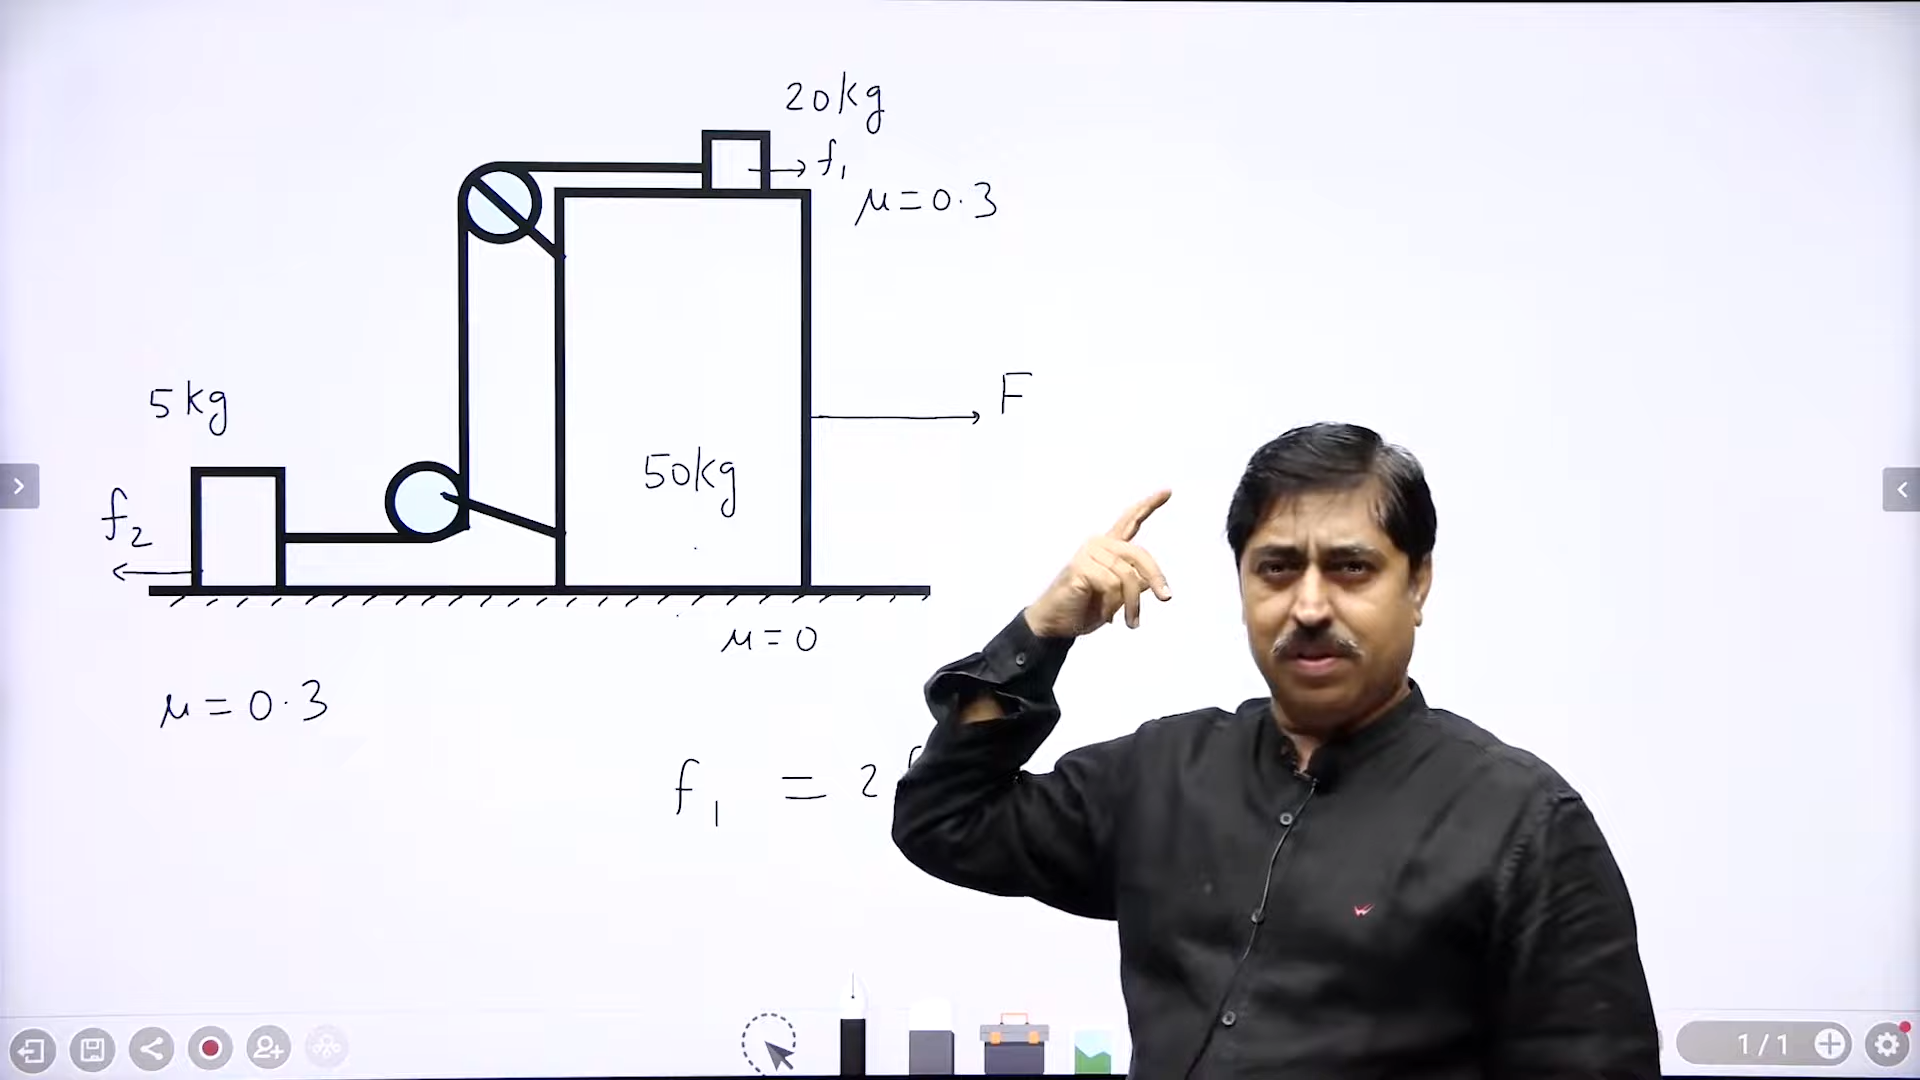 20kg
f₁
μ = 0.3
5kg
F
50kg
f₂
μ = 0
μ = 0.3
f₁ = 2
1/1